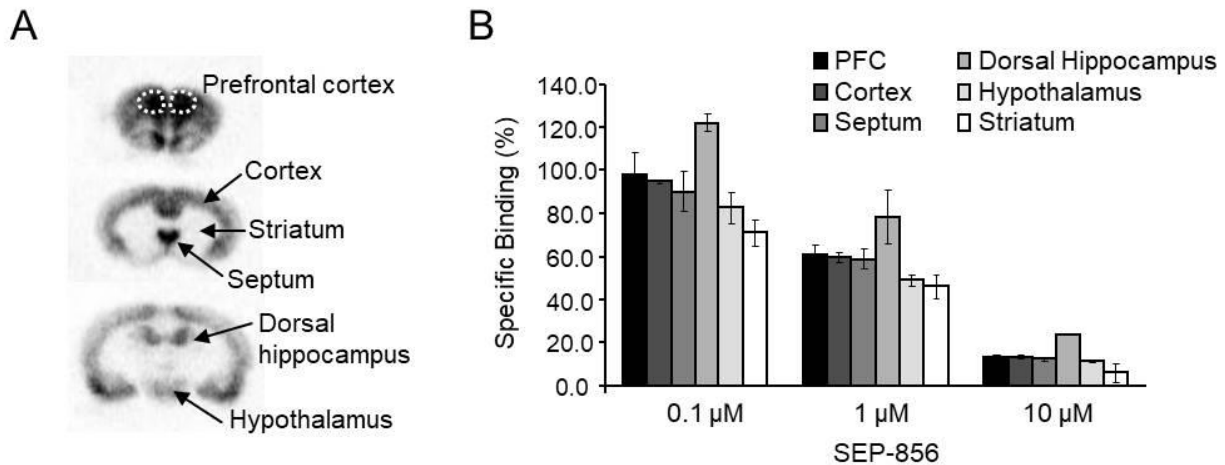 A
Prefrontal cortex
Cortex
Striatum
Septum
Dorsal
hippocampus
Hypothalamus
B
PFC
Cortex
Septum
Dorsal Hippocampus
Hypothalamus
Striatum
Specific Binding (%)
140.0
120.0
100.0
80.0
60.0
40.0
20.0
0.0
0.1 µM
1 µM
10 µM
SEP-856